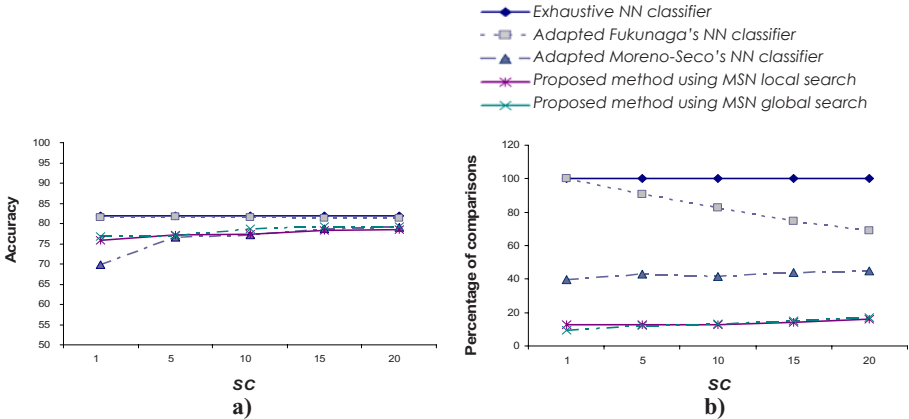 Exhaustive NN classifier
Adapted Fukunaga's NN classifier
Adapted Moreno-Seco's NN classifier
Proposed method using MSN local search
Proposed method using MSN global search
Accuracy
100
95
90
85
80
75
70
65
60
55
50
1 5 10 15 20
SC
a)
Percentage of comparisons
120
100
80
60
40
20
0
1 5 10 15 20
SC
b)